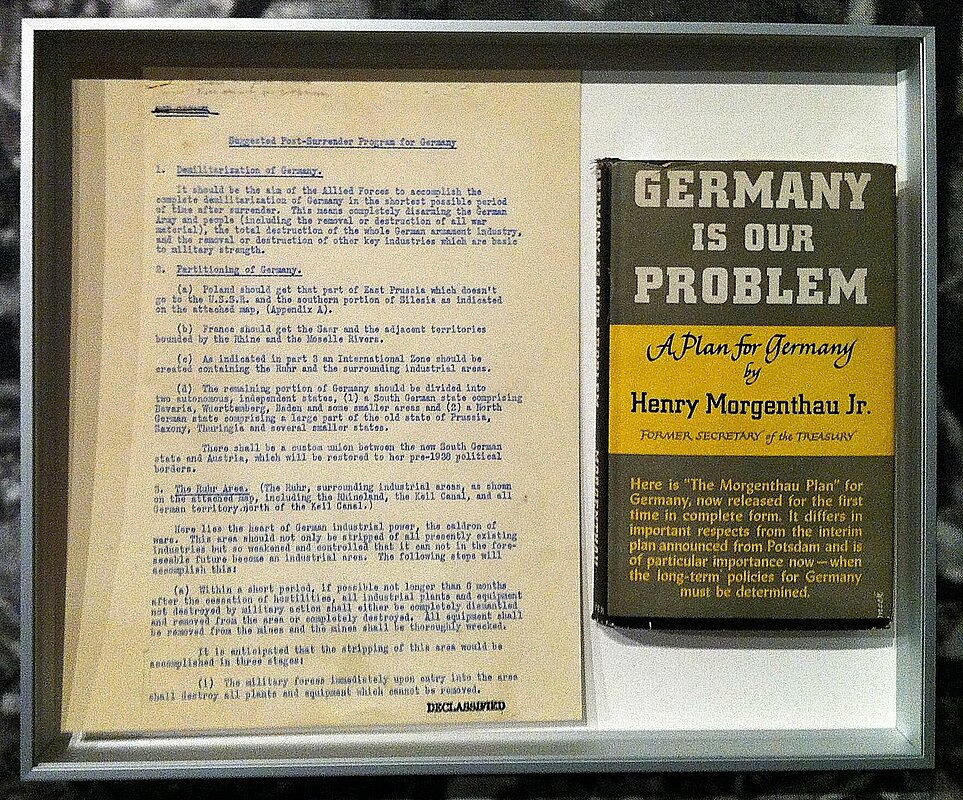 Suggested Post-Surrender Program for Germany
1. Demilitarization of Germany.
It should be the aim of the Allied Forces to accomplish the
complete demilitarization of Germany in the shortest possible period
of time after surrender. This means completely disarming the German
Army and people (including the removal or destruction of all war
material), the total destruction of the whole German armament industry,
and the removal or destruction of other key industries which are basic
to military strength.
2. Partitioning of Germany.
(a) Poland should get that part of East Prussia which doesn't
go to the U.S.S.R. and the southern portion of Silesia as indicated
on the attached map, (Appendix A).
(b) France should get the Saar and the adjacent territories
bounded by the Rhine and the Moselle Rivers.
(c) As indicated in part 3 an International Zone should be
created containing the Ruhr and the surrounding industrial areas.
(d) The remaining portion of Germany should be divided into
two autonomous, independent states, (1) a South German state comprising
Bavaria, Wuerttemberg, Baden and some smaller areas and (2) a North
German state comprising a large part of the old state of Prussia,
Saxony, Thuringia and several smaller states.
There shall be a custom union between the new South German
state and Austria, which will be restored to her pre-1938 political
borders.
3. The Ruhr Area. (The Ruhr, surrounding industrial areas, as shown
on the attached map, including the Rhineland, the Keil Canal, and all
German territory north of the Keil Canal.)
Here lies the heart of German industrial power, the caldron of
wars. This area should not only be stripped of all presently existing
industries but so weakened and controlled that it can not in the fore-
seeable future become an industrial area. The following steps will
accomplish this:
(a) Within a short period, if possible not longer than 6 months
after the cessation of hostilities, all industrial plants and equipment
not destroyed by military action shall either be completely dismantled
and removed from the area or completely destroyed. All equipment shall
be removed from the mines and the mines shall be thoroughly wrecked.
It is anticipated that the stripping of this area would be
accomplished in three stages:
(i) The military forces immediately upon entry into the area
shall destroy all plants and equipment which cannot be removed.
DECLASSIFIED
GERMANY
IS OUR
PROBLEM
A Plan for Germany
by
Henry Morgenthau Jr.
FORMER SECRETARY of the TREASURY
Here is "The Morgenthau Plan" for
Germany, now released for the first
time in complete form. It differs in
important respects from the interim
plan announced from Potsdam and is
of particular importance now—when
the long-term policies for Germany
must be determined.